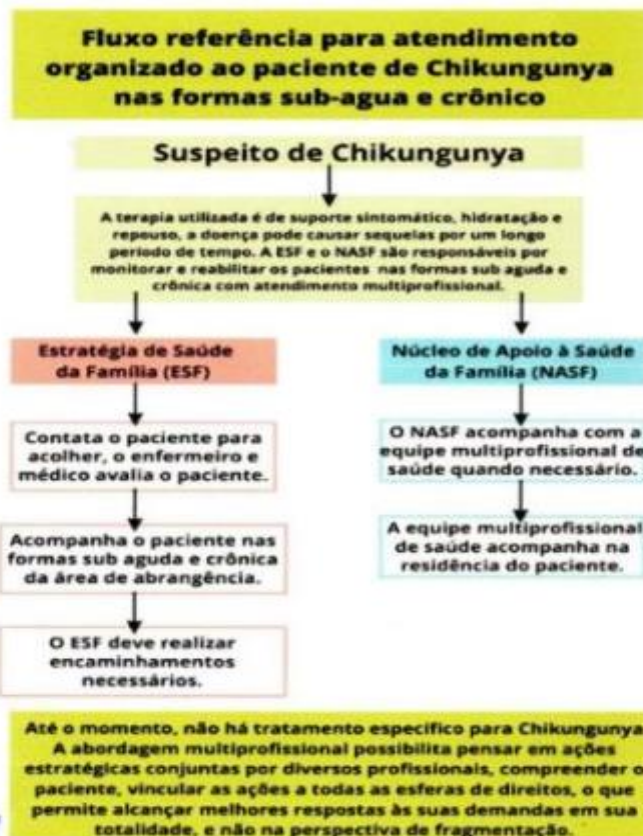 Fluxo referência para atendimento
organizado ao paciente de Chikungunya
nas formas sub-agua e crônico
Suspeito de Chikungunya
A terapia utilizada é de suporte sintomático, hidratação e
repouso, a doença pode causar sequelas por um longo
período de tempo. A ESF e o NASF são responsáveis por
monitorar e reabilitar os pacientes nas formas sub aguda e
crônica com atendimento multiprofissional.
Estratégia de Saúde
da Família (ESF)
Contata o paciente para
acolher, o enfermeiro e
médico avalia o paciente.
Acompanha o paciente nas
formas sub aguda e crônica
da área de abrangência.
O ESF deve realizar
encaminhamentos
necessários.
Núcleo de Apoio à Saúde
da Família (NASF)
O NASF acompanha com a
equipe multiprofissional de
saúde quando necessário.
A equipe multiprofissional
de saúde acompanha na
residência do paciente.
Até o momento, não há tratamento especifico para Chikungunya
A abordagem multiprofissional possibilita pensar em ações
estratégicas conjuntas por diversos profissionais, compreender o
paciente, vincular as ações a todas as esferas de direitos, o que
permite alcançar melhores respostas às suas demandas em sua
totalidade, e não na perspectiva de fragmentação